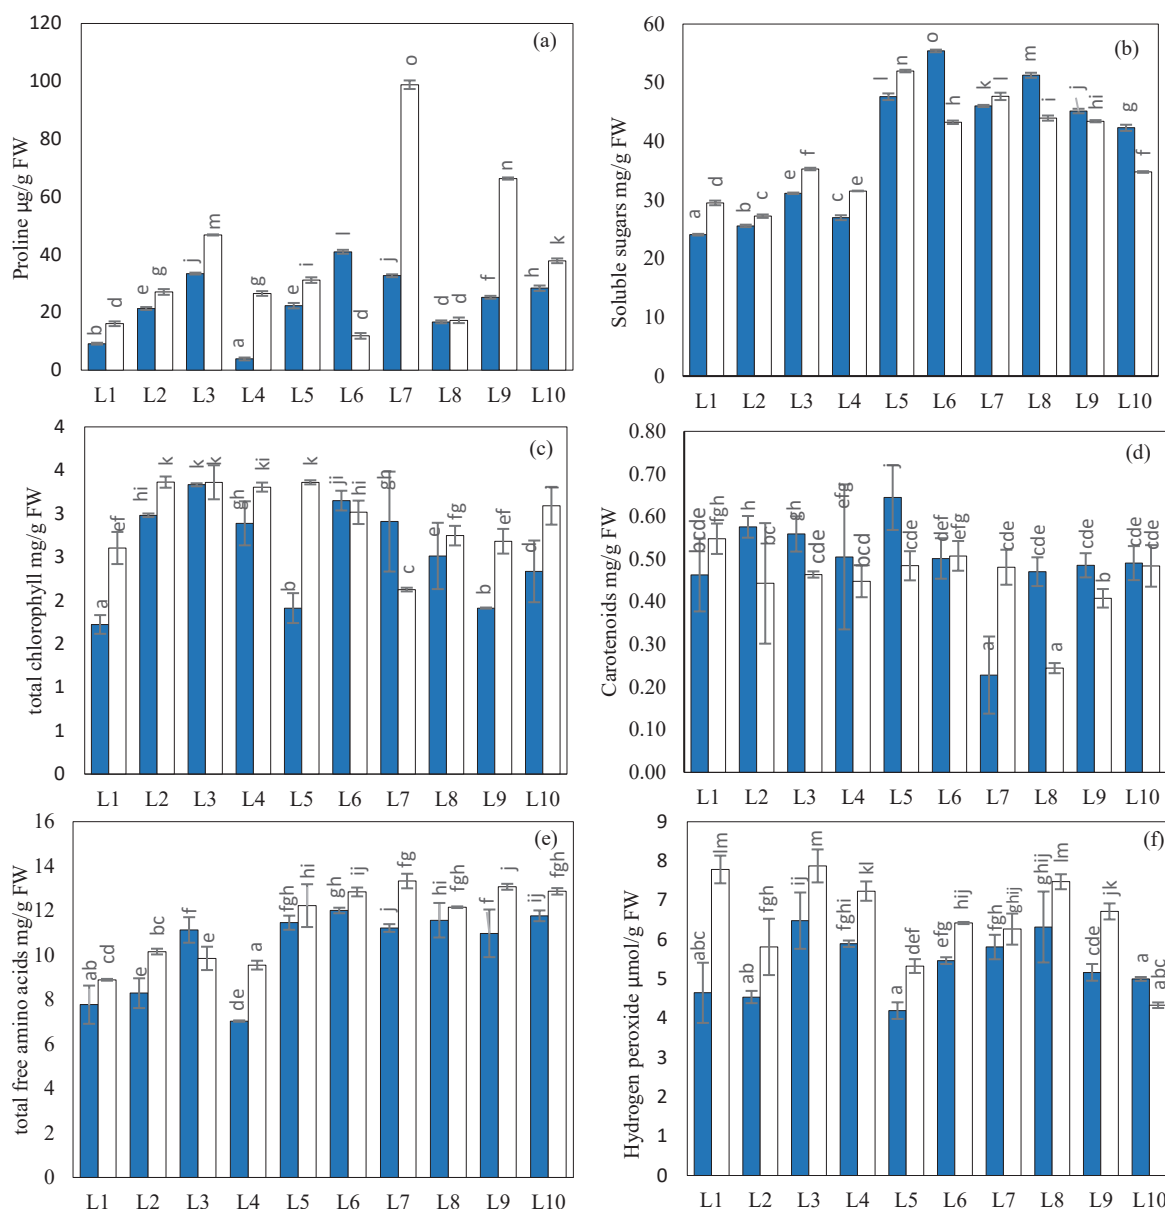 (a)
Proline µg/g FW
120
100
80
60
40
20
0
b d e g j m a g e i l d j o d d f n h k
L1 L2 L3 L4 L5 L6 L7 L8 L9 L10
(b)
Soluble sugars mg/g FW
60
50
40
30
20
10
0
a d b c e f c e l n o h k l m i j hi g f
L1 L2 L3 L4 L5 L6 L7 L8 L9 L10
(c)
total chlorophyll mg/g FW
4
4
3
3
2
2
1
1
0
a ef hi k k k gh ki b k ij hi gh c e fg b ef d
L1 L2 L3 L4 L5 L6 L7 L8 L9 L10
(d)
Carotenoids mg/g FW
0.80
0.70
0.60
0.50
0.40
0.30
0.20
0.10
0.00
bcde fgh h bc gh cde efg bcd cde def efg a cde cde a cde b cde cde
L1 L2 L3 L4 L5 L6 L7 L8 L9 L10
(e)
total free amino acids mg/g FW
16
14
12
10
8
6
4
2
0
ab cd e bc f e de a fgh hi gh ij j fg hi fgh f j ij fgh
L1 L2 L3 L4 L5 L6 L7 L8 L9 L10
(f)
Hydrogen peroxide µmol/g FW
9
8
7
6
5
4
3
2
1
0
abc lm ab fgh ij m fghi kl a def efg hij fgh ghij ghij lm cde jk a abc
L1 L2 L3 L4 L5 L6 L7 L8 L9 L10